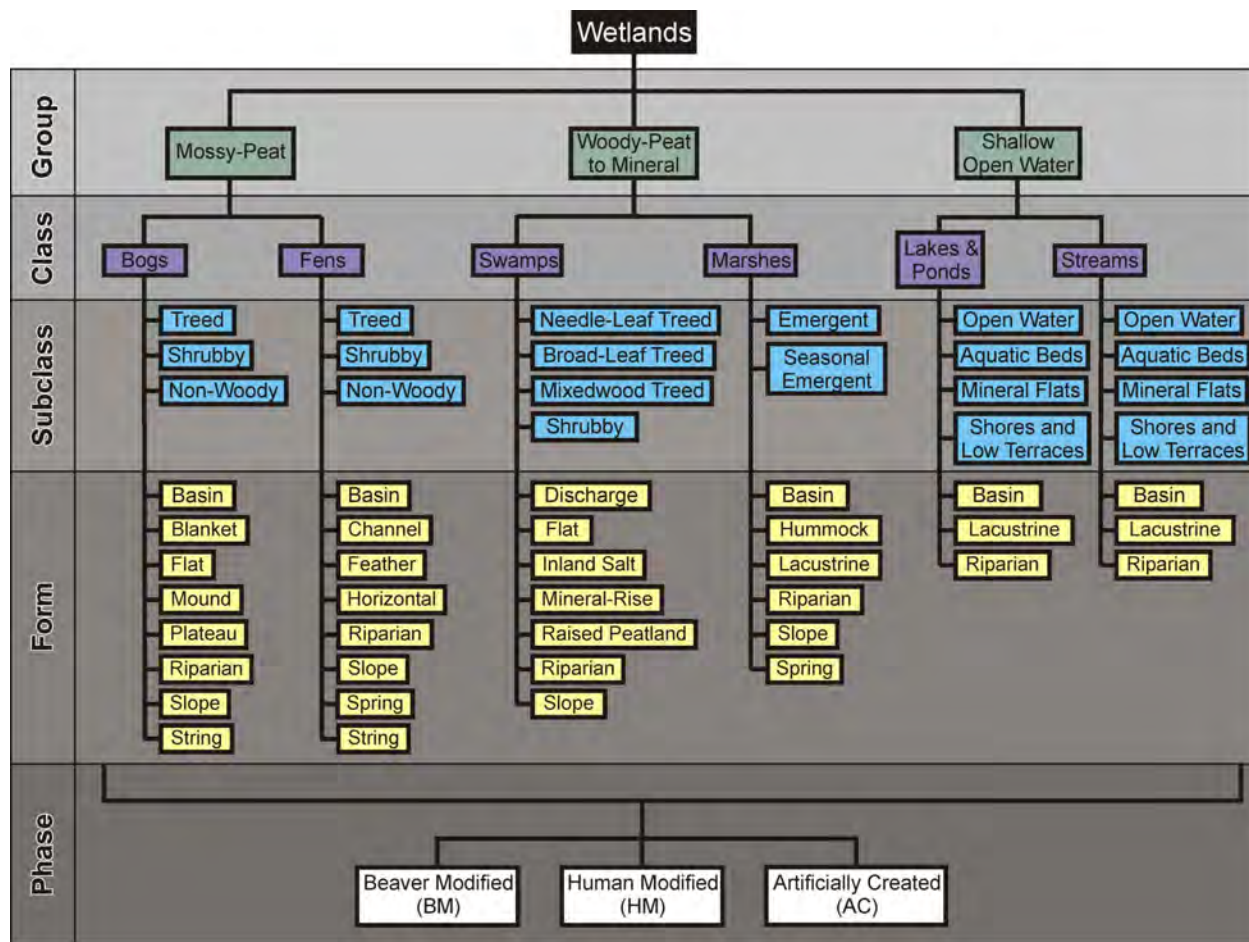 Wetlands
Group
Mossy-Peat
Woody-Peat
to Mineral
Shallow
Open Water
Class
Bogs
Fens
Swamps
Marshes
Lakes &
Ponds
Streams
Subclass
Treed
Shrubby
Non-Woody
Treed
Shrubby
Non-Woody
Needle-Leaf Treed
Broad-Leaf Treed
Mixedwood Treed
Shrubby
Emergent
Seasonal
Emergent
Open Water
Aquatic Beds
Mineral Flats
Shores and
Low Terraces
Open Water
Aquatic Beds
Mineral Flats
Shores and
Low Terraces
Form
Basin
Blanket
Flat
Mound
Plateau
Riparian
Slope
String
Basin
Channel
Feather
Horizontal
Riparian
Slope
Spring
String
Discharge
Flat
Inland Salt
Mineral-Rise
Raised Peatland
Riparian
Slope
Basin
Hummock
Lacustrine
Riparian
Slope
Spring
Basin
Lacustrine
Riparian
Basin
Lacustrine
Riparian
Phase
Beaver Modified
(BM)
Human Modified
(HM)
Artificially Created
(AC)